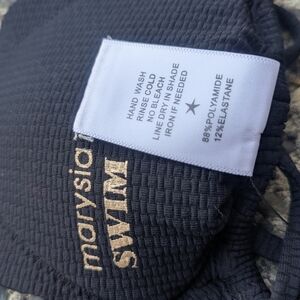 HAND WASH
RINSE COLD
NO BLEACH
LINE DRY IN SHADE
IRON IF NEEDED
88%POLYAMIDE
12%ELASTANE
marysia
SWIM